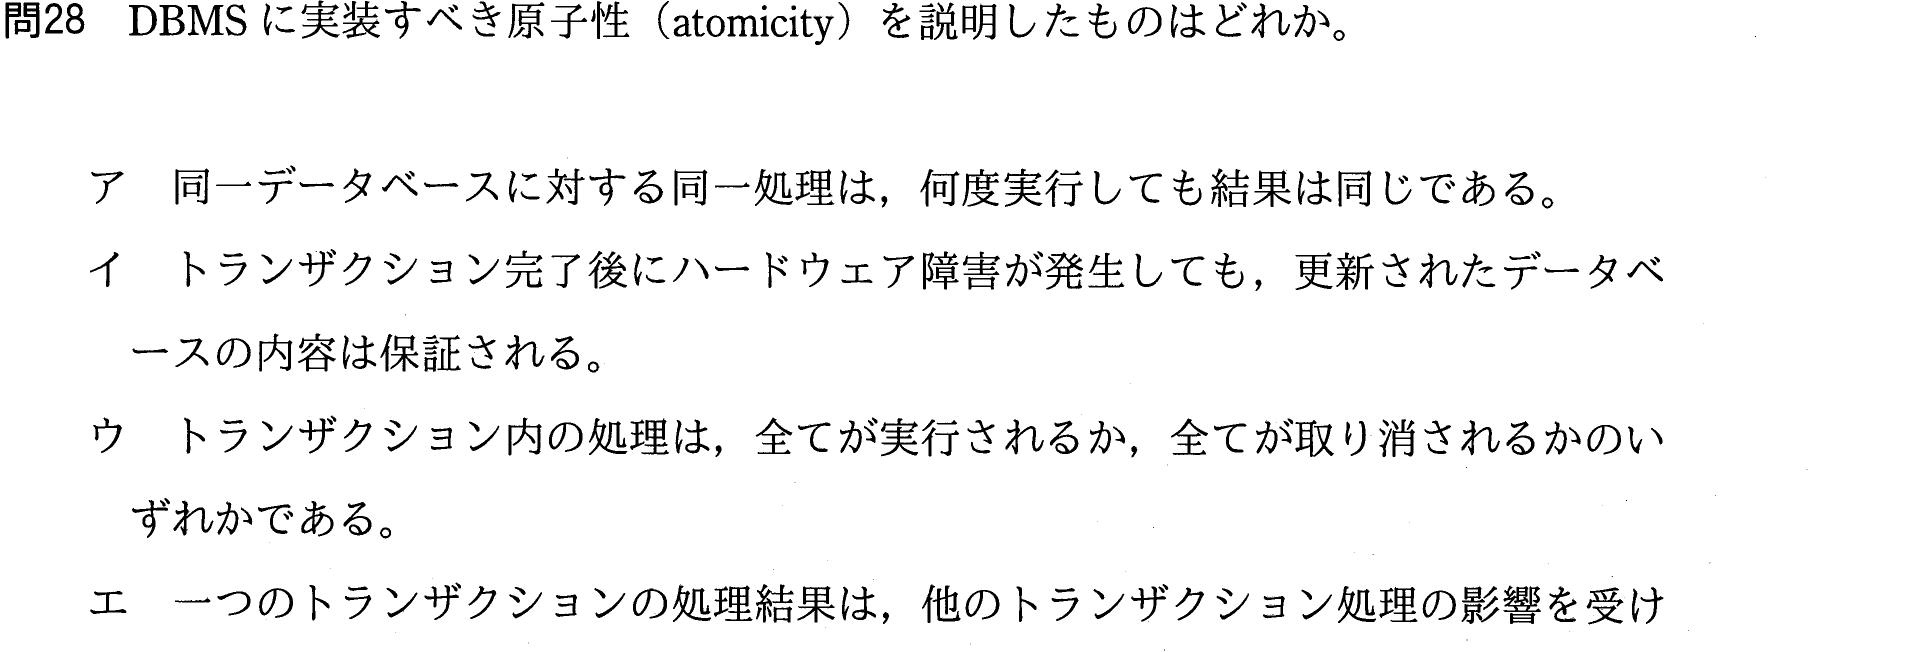 問28　DBMS に実装すべき原子性（atomicity）を説明したものはどれか。
ア　同一データベースに対する同一処理は，何度実行しても結果は同じである。
イ　トランザクション完了後にハードウェア障害が発生しても，更新されたデータベ
ースの内容は保証される。
ウ　トランザクション内の処理は，全てが実行されるか，全てが取り消されるかのい
ずれかである。
エ　一つのトランザクションの処理結果は，他のトランザクション処理の影響を受け